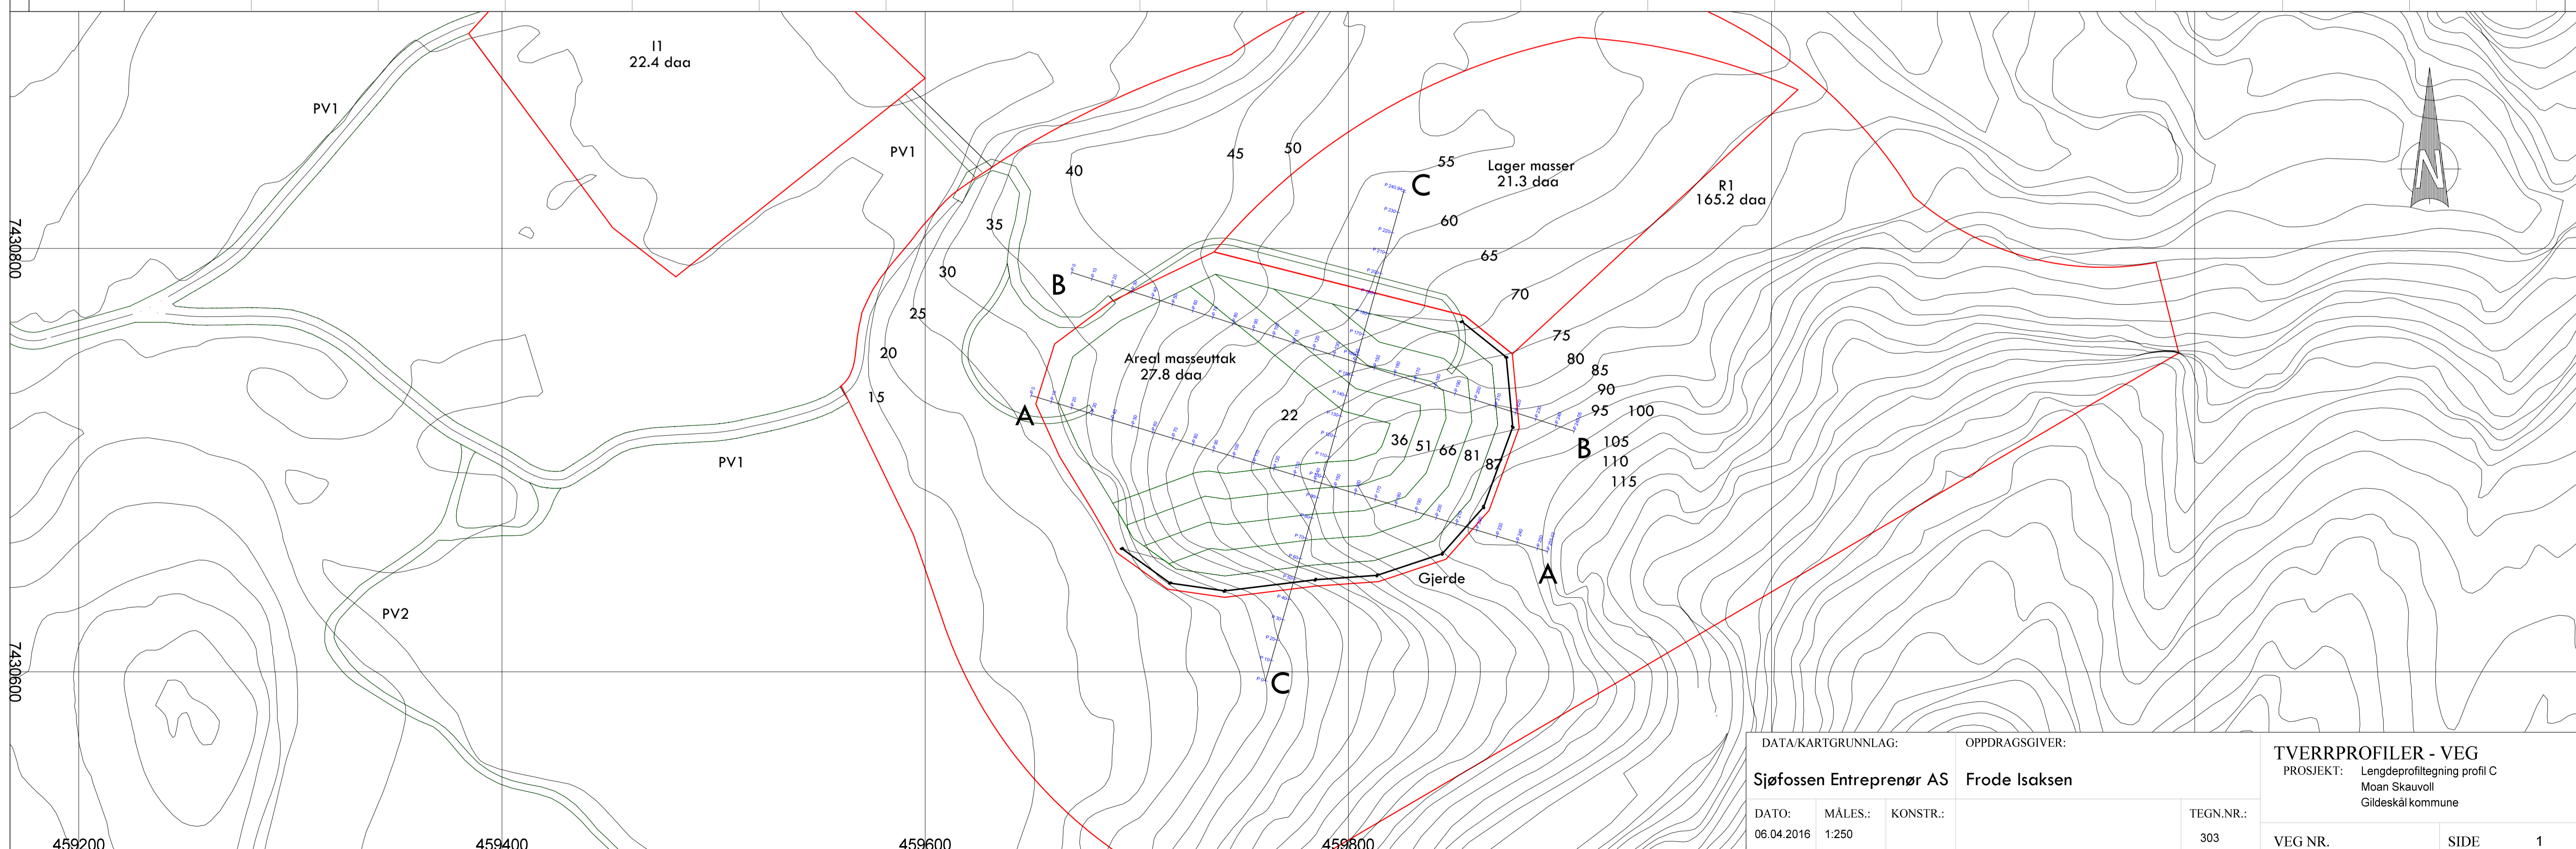 I1
22.4 daa
PV1
PV1
40
45
50
55
Lager masser
21.3 daa
R1
165.2 daa
N
C
60
35
7430800
30
B
65
70
25
75
20
Areal masseuttak
27.8 daa
80
85
90
15
A
22
95
100
36
51
66
81
87
B
105
110
115
PV1
Gjerde
A
PV2
7430600
C
DATA/KARTGRUNNLAG:
OPPDRAGSGIVER:
Sjøfossen Entreprenør AS
Frode Isaksen
TVERRPROFILER - VEG
PROSJEKT:
Lengdeprofiltegning profil C
Moan Skauvoll
Gildeskål kommune
DATO:
MÅLES.:
KONSTR.:
TEGN.NR.:
06.04.2016
1:250
303
VEG NR.
SIDE
1
459200
459400
459600
459800